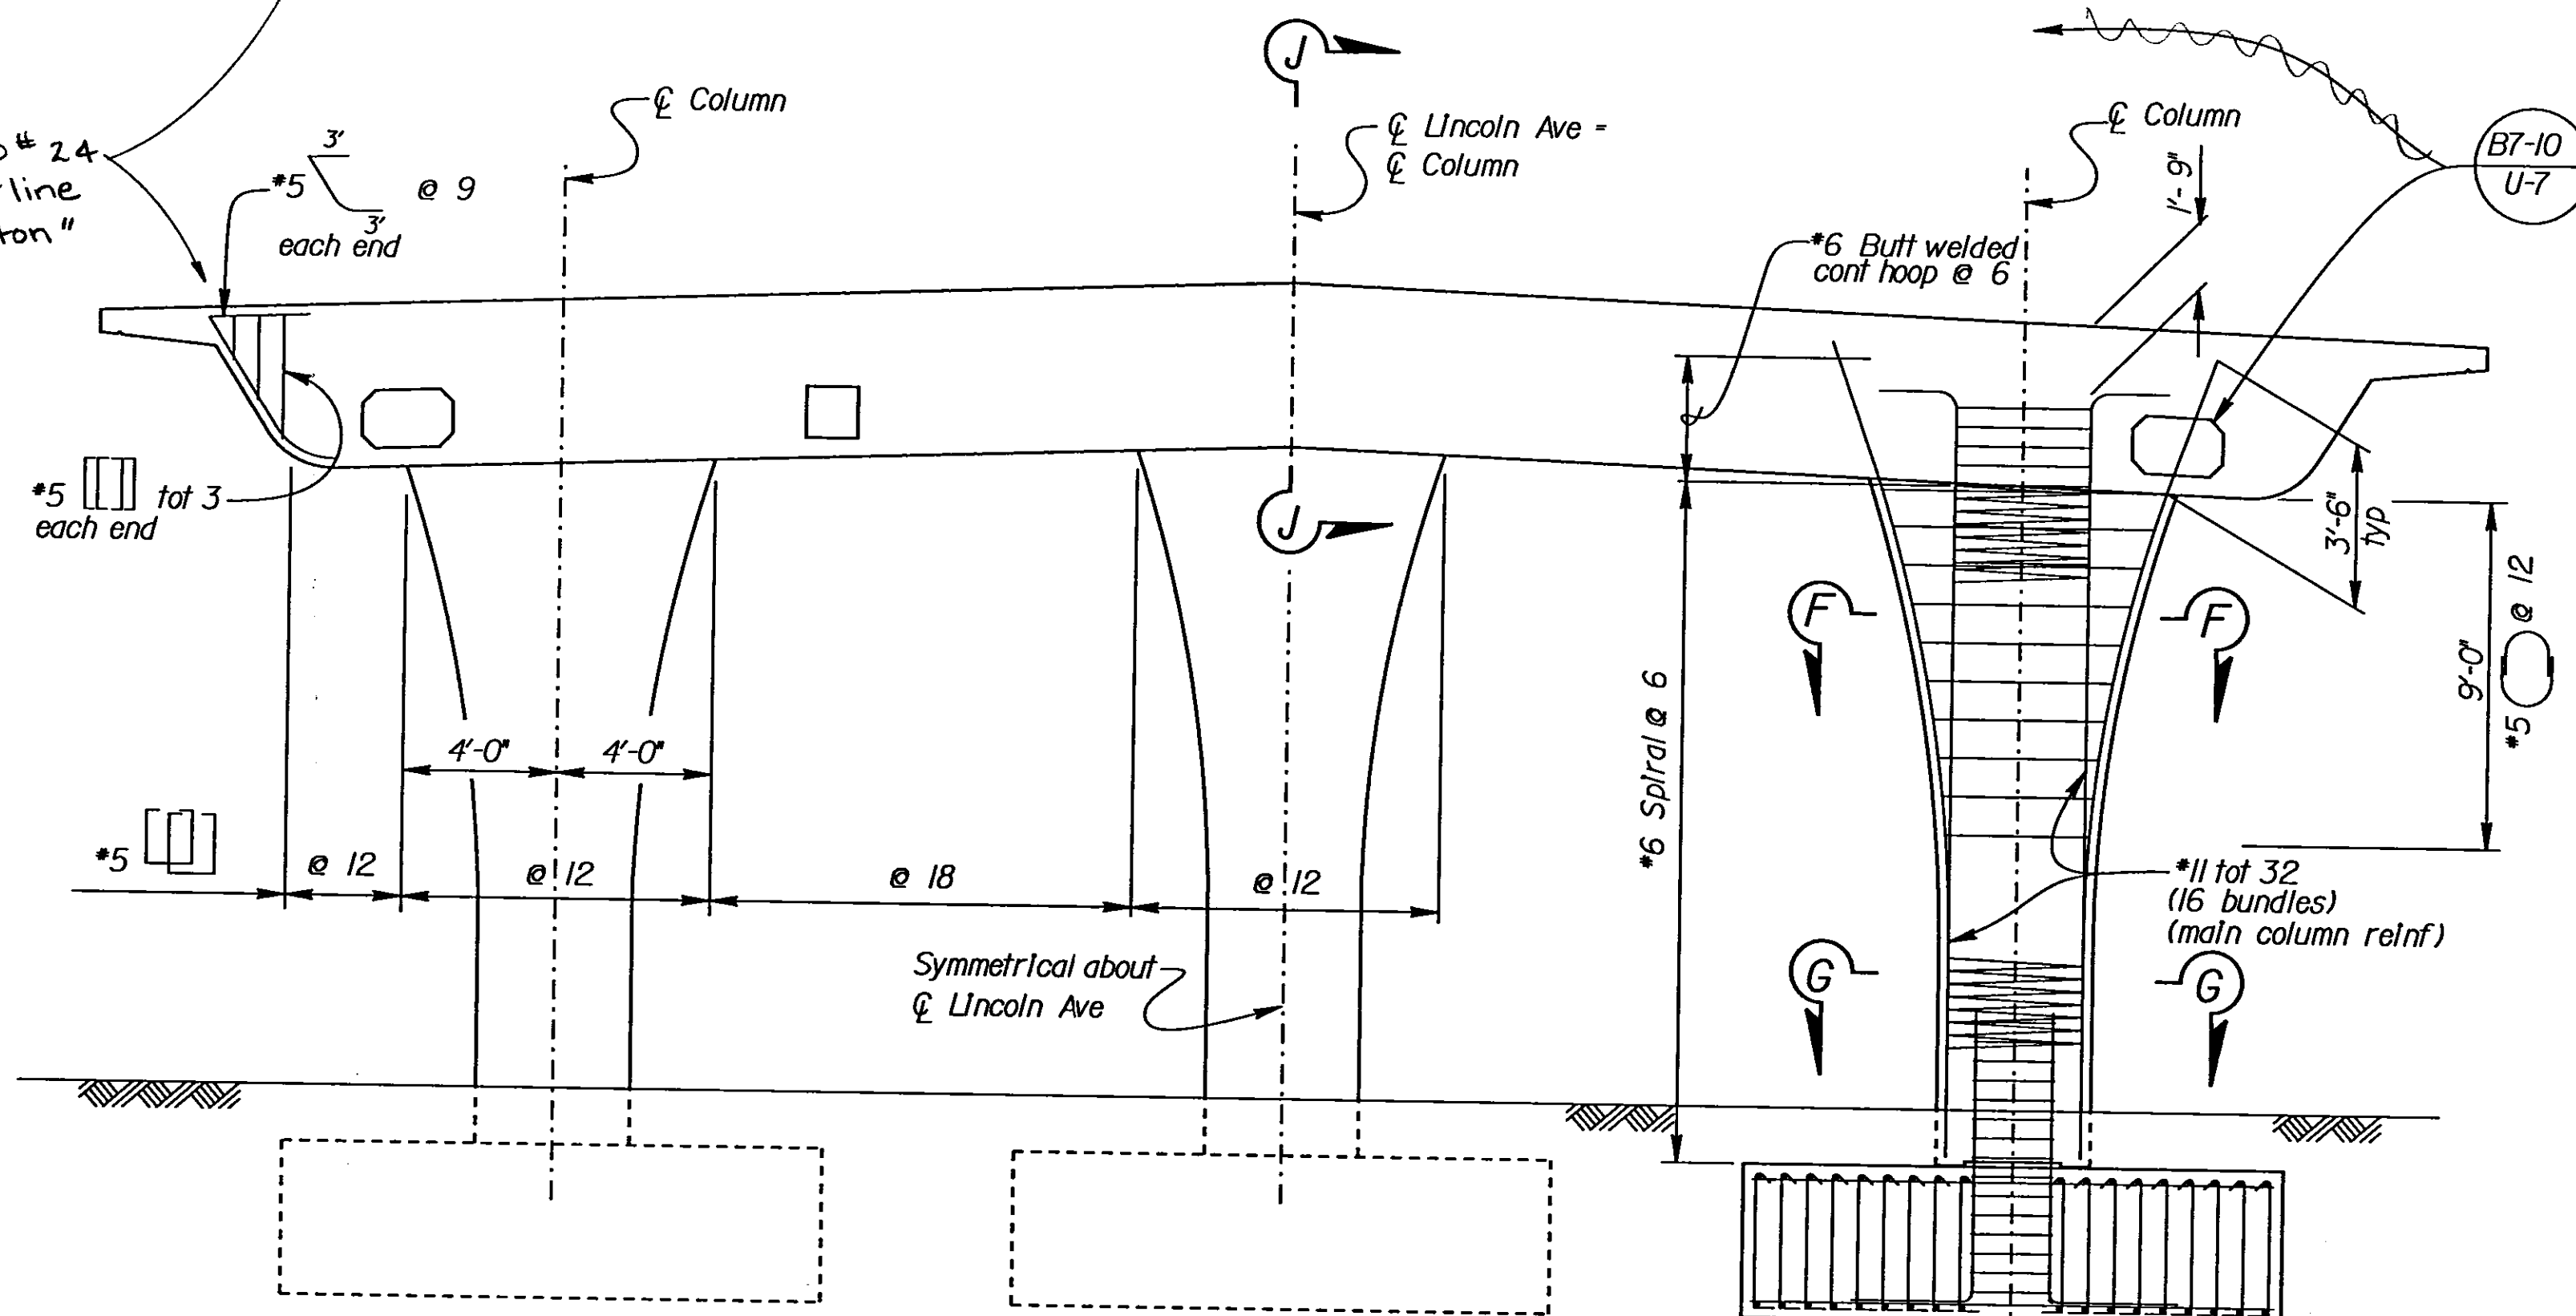 J
℄ Column
℄ Lincoln Ave =
℄ Column
℄ Column
1'-9"
B7-10
U-7
# 24
line
"
3'
#5 @ 9
3'
each end
#6 Butt welded
cont hoop @ 6
#5 tot 3
each end
J
3'-6"
typ
F
F
9'-0"
#5 @ 12
#6 Spiral @ 6
4'-0" 4'-0"
#5 @ 12 @ 12 @ 18 @ 12
#11 tot 32
(16 bundles)
(main column reinf)
Symmetrical about
℄ Lincoln Ave
G
G